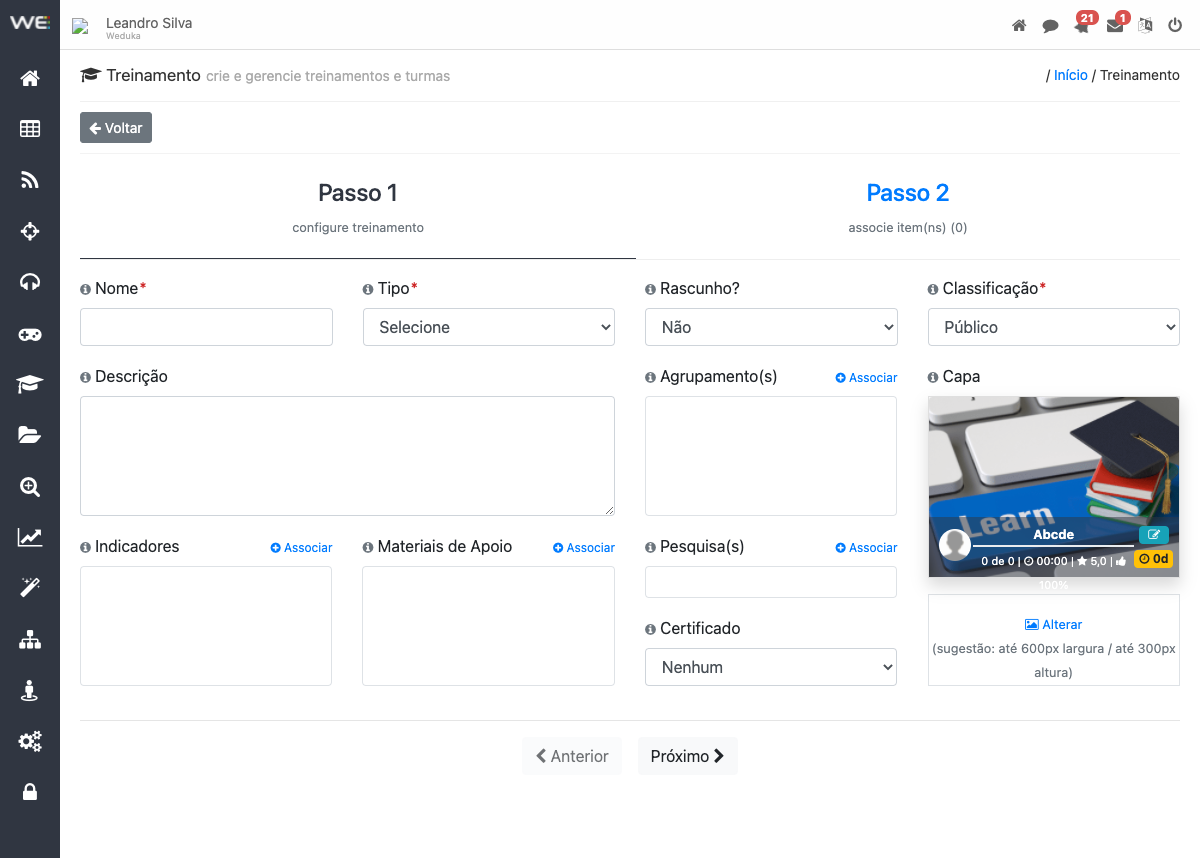 WE
Leandro Silva
Weduka
21
1
Treinamento crie e gerencie treinamentos e turmas
/ Início / Treinamento
Voltar
Passo 1
configure treinamento
Passo 2
associe item(ns) (0)
Nome*
Tipo*
Rascunho?
Classificação*
Selecione
Não
Público
Descrição
Agrupamento(s)
Associar
Capa
Learn
Abcde
0 de 0 | 00:00 | 5,0 |
0d
100%
Indicadores
Associar
Materiais de Apoio
Associar
Pesquisa(s)
Associar
Certificado
Nenhum
Alterar
(sugestão: até 600px largura / até 300px
altura)
Anterior
Próximo